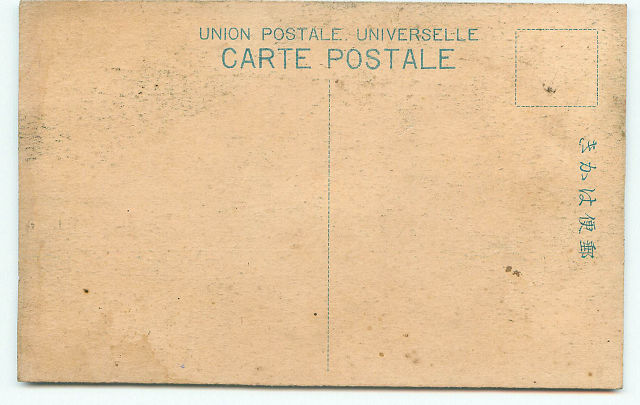 UNION POSTALE UNIVERSELLE
CARTE POSTALE
郵便はかき